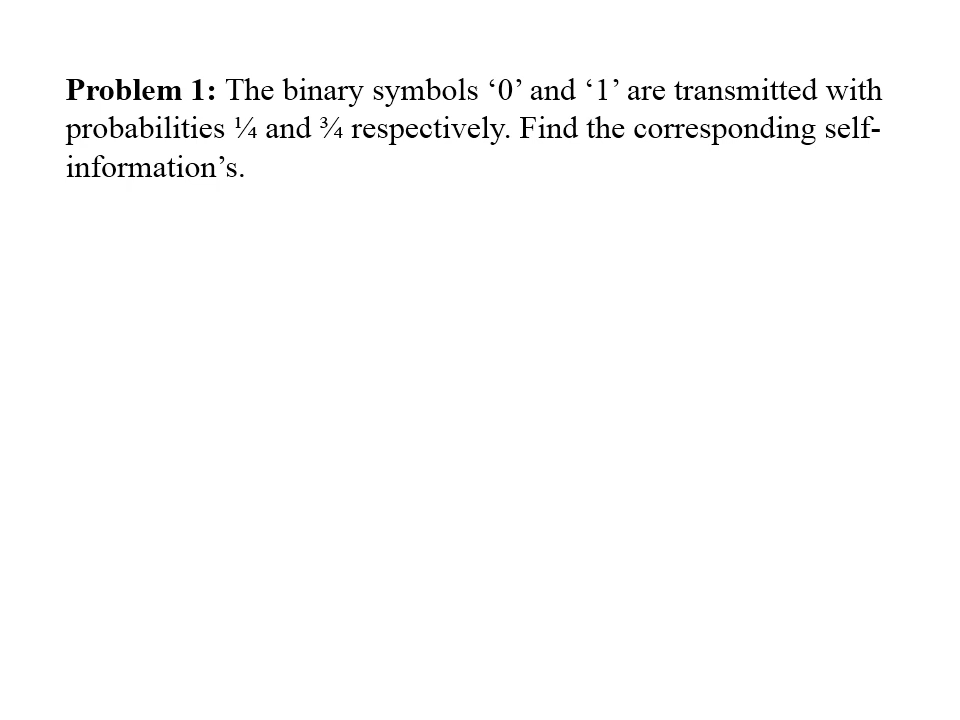 Problem 1: The binary symbols ‘0’ and ‘1’ are transmitted with
probabilities ¼ and ¾ respectively. Find the corresponding self-
information’s.